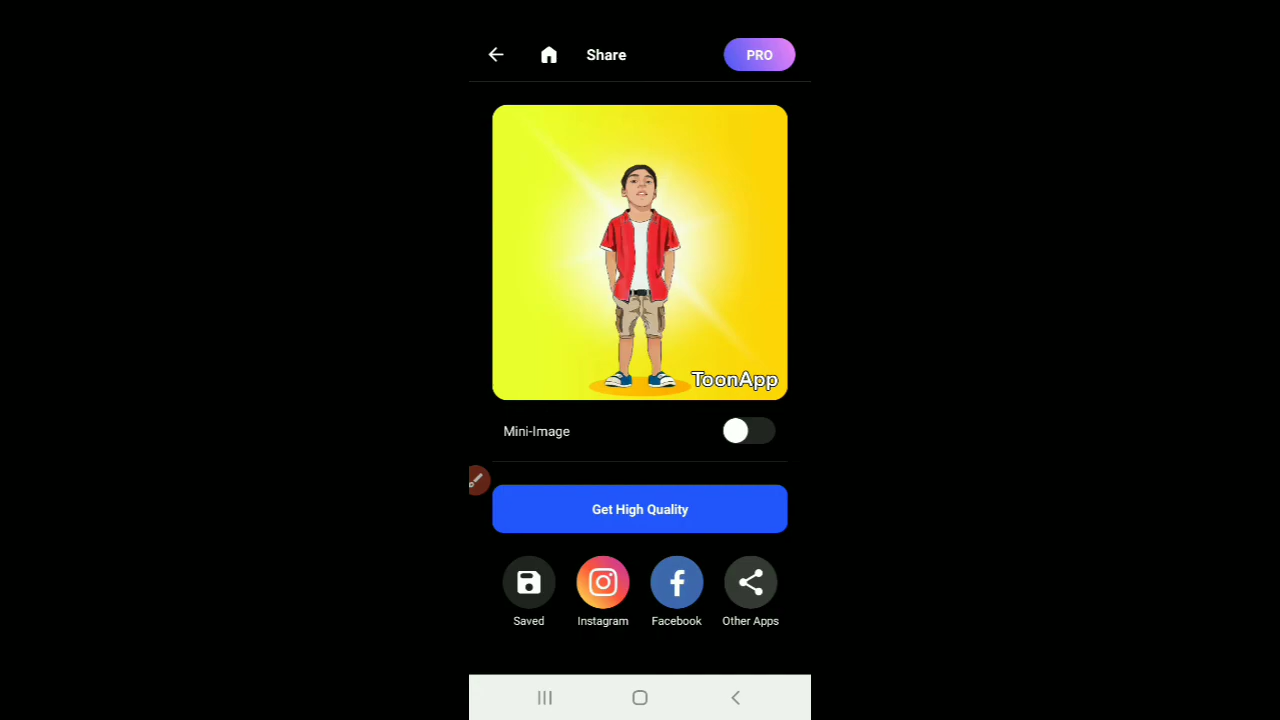 Share
PRO
ToonApp
Mini-Image
Get High Quality
Saved
Instagram
Facebook
Other Apps